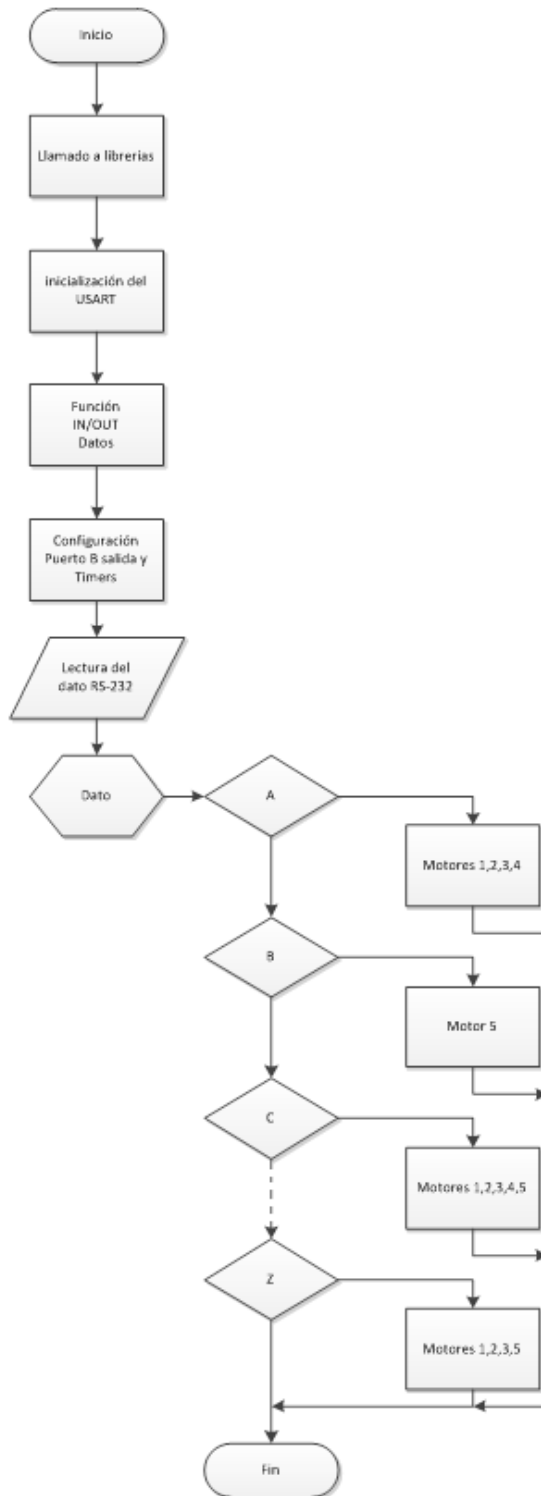 Inicio
Llamado a librerias
inicialización del
USART
Función
IN/OUT
Datos
Configuración
Puerto B salida y
Timers
Lectura del
dato RS-232
Dato
A
Motores 1,2,3,4
B
Motor 5
C
Motores 1,2,3,4,5
Z
Motores 1,2,3,5
Fin